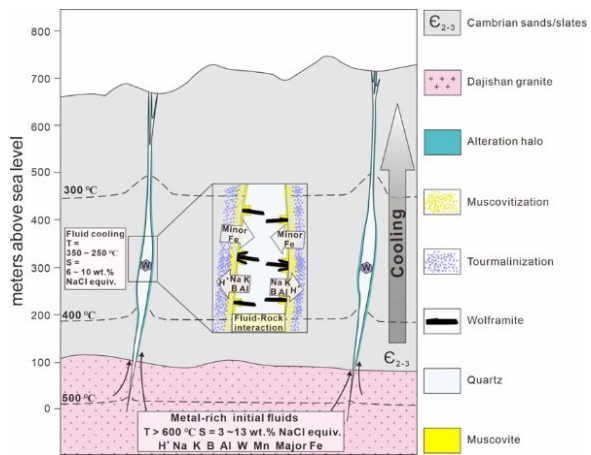 meters above sea level
800
700
600
500
400
300
200
100
0
300 ℃
400 ℃
500 ℃
Fluid cooling
T =
350 ~ 250 ℃
S =
6 ~ 10 wt.%
NaCl equiv.
W
Minor
Fe
Minor
Fe
H⁺
Na K
B Al
Na K
B Al
H⁺
Fluid-Rock
interaction
W
Cooling
Є₂₋₃
Metal-rich initial fluids
T > 600 ℃ S = 3 ~13 wt.% NaCl equiv.
H⁺ Na K B Al W Mn Major Fe
Є₂₋₃ Cambrian sands/slates
Dajishan granite
Alteration halo
Muscovitization
Tourmalinization
Wolframite
Quartz
Muscovite